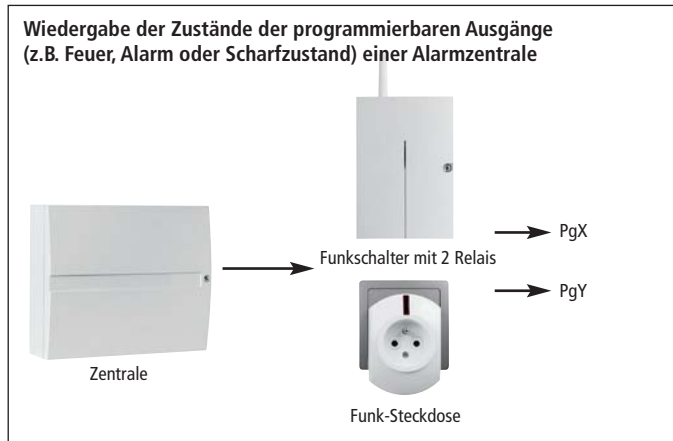 Wiedergabe der Zustände der programmierbaren Ausgänge
(z.B. Feuer, Alarm oder Scharfzustand) einer Alarmzentrale
Funkschalter mit 2 Relais
PgX
PgY
Zentrale
Funk-Steckdose